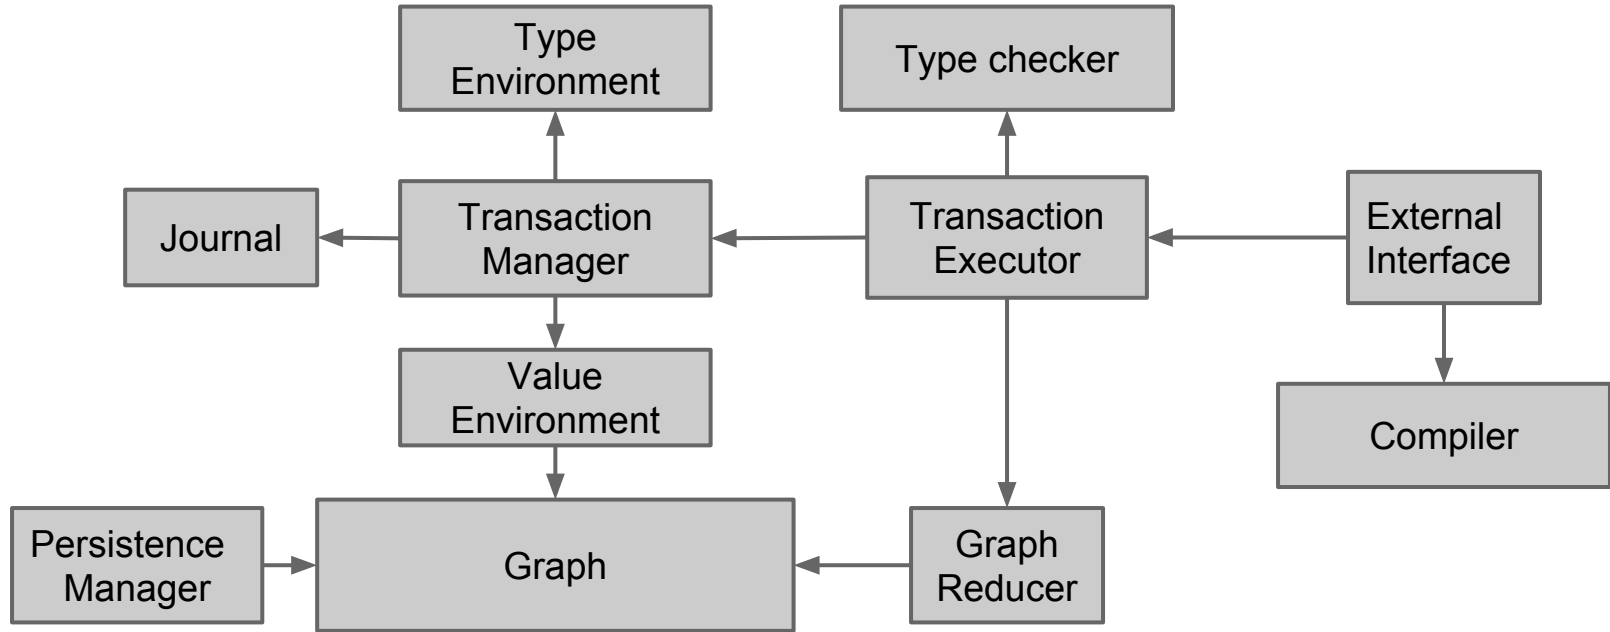 Type
Environment
Type checker
Journal
Transaction
Manager
Transaction
Executor
External
Interface
Value
Environment
Compiler
Persistence
Manager
Graph
Graph
Reducer